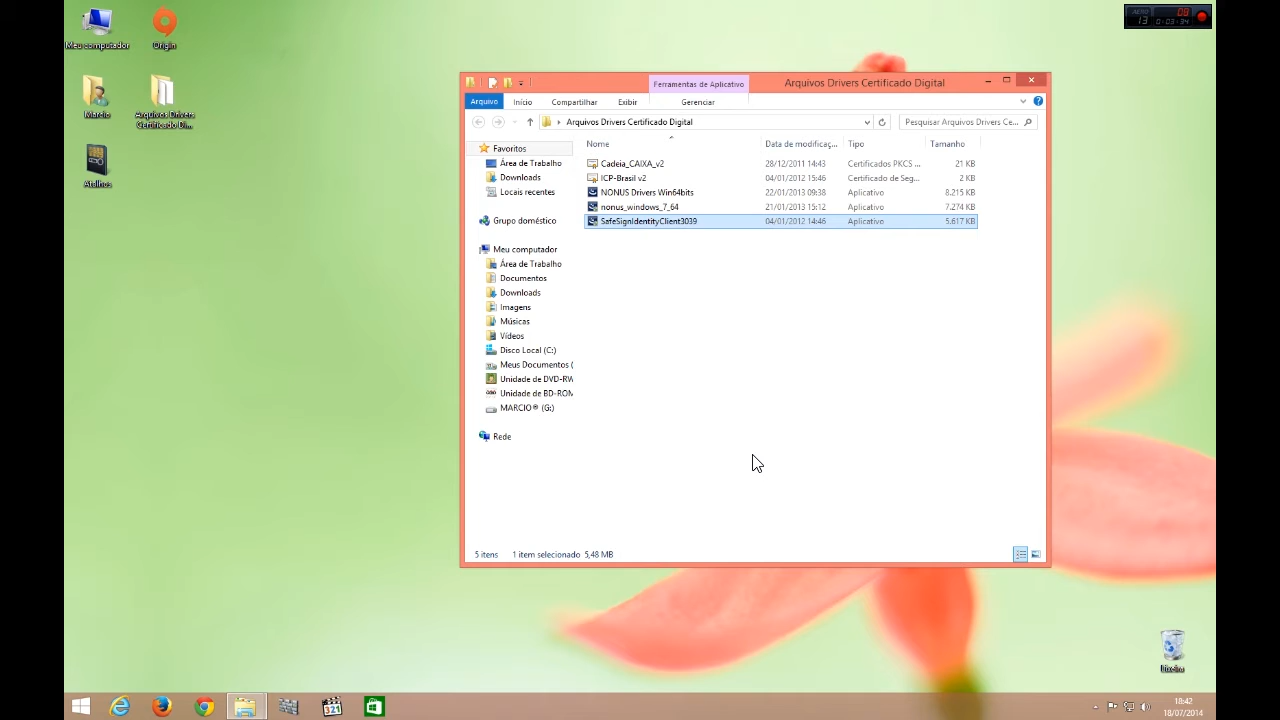 Meu computador
Origin
Marcio
Arquivos Drivers
Certificado Di...
Atalhos
AERO
13
08
0:03:34
Ferramentas de Aplicativo
Arquivos Drivers Certificado Digital
Arquivo
Início
Compartilhar
Exibir
Gerenciar
Arquivos Drivers Certificado Digital
Pesquisar Arquivos Drivers Ce...
Nome
Data de modificaç...
Tipo
Tamanho
Favoritos
Área de Trabalho
Downloads
Locais recentes
Grupo doméstico
Meu computador
Área de Trabalho
Documentos
Downloads
Imagens
Músicas
Vídeos
Disco Local (C:)
Meus Documentos (
Unidade de DVD-RW
Unidade de BD-ROM
MARCIO® (G:)
Rede
Cadeia_CAIXA_v2 28/12/2011 14:43 Certificados PKCS ... 21 KB
ICP-Brasil v2 04/01/2012 15:46 Certificado de Seg... 2 KB
NONUS Drivers Win64bits 22/01/2013 09:38 Aplicativo 8.215 KB
nonus_windows_7_64 21/01/2013 15:12 Aplicativo 7.274 KB
SafeSignIdentityClient3039 04/01/2012 14:46 Aplicativo 5.617 KB
5 itens 1 item selecionado 5,48 MB
Lixeira
321
18:42
18/07/2014